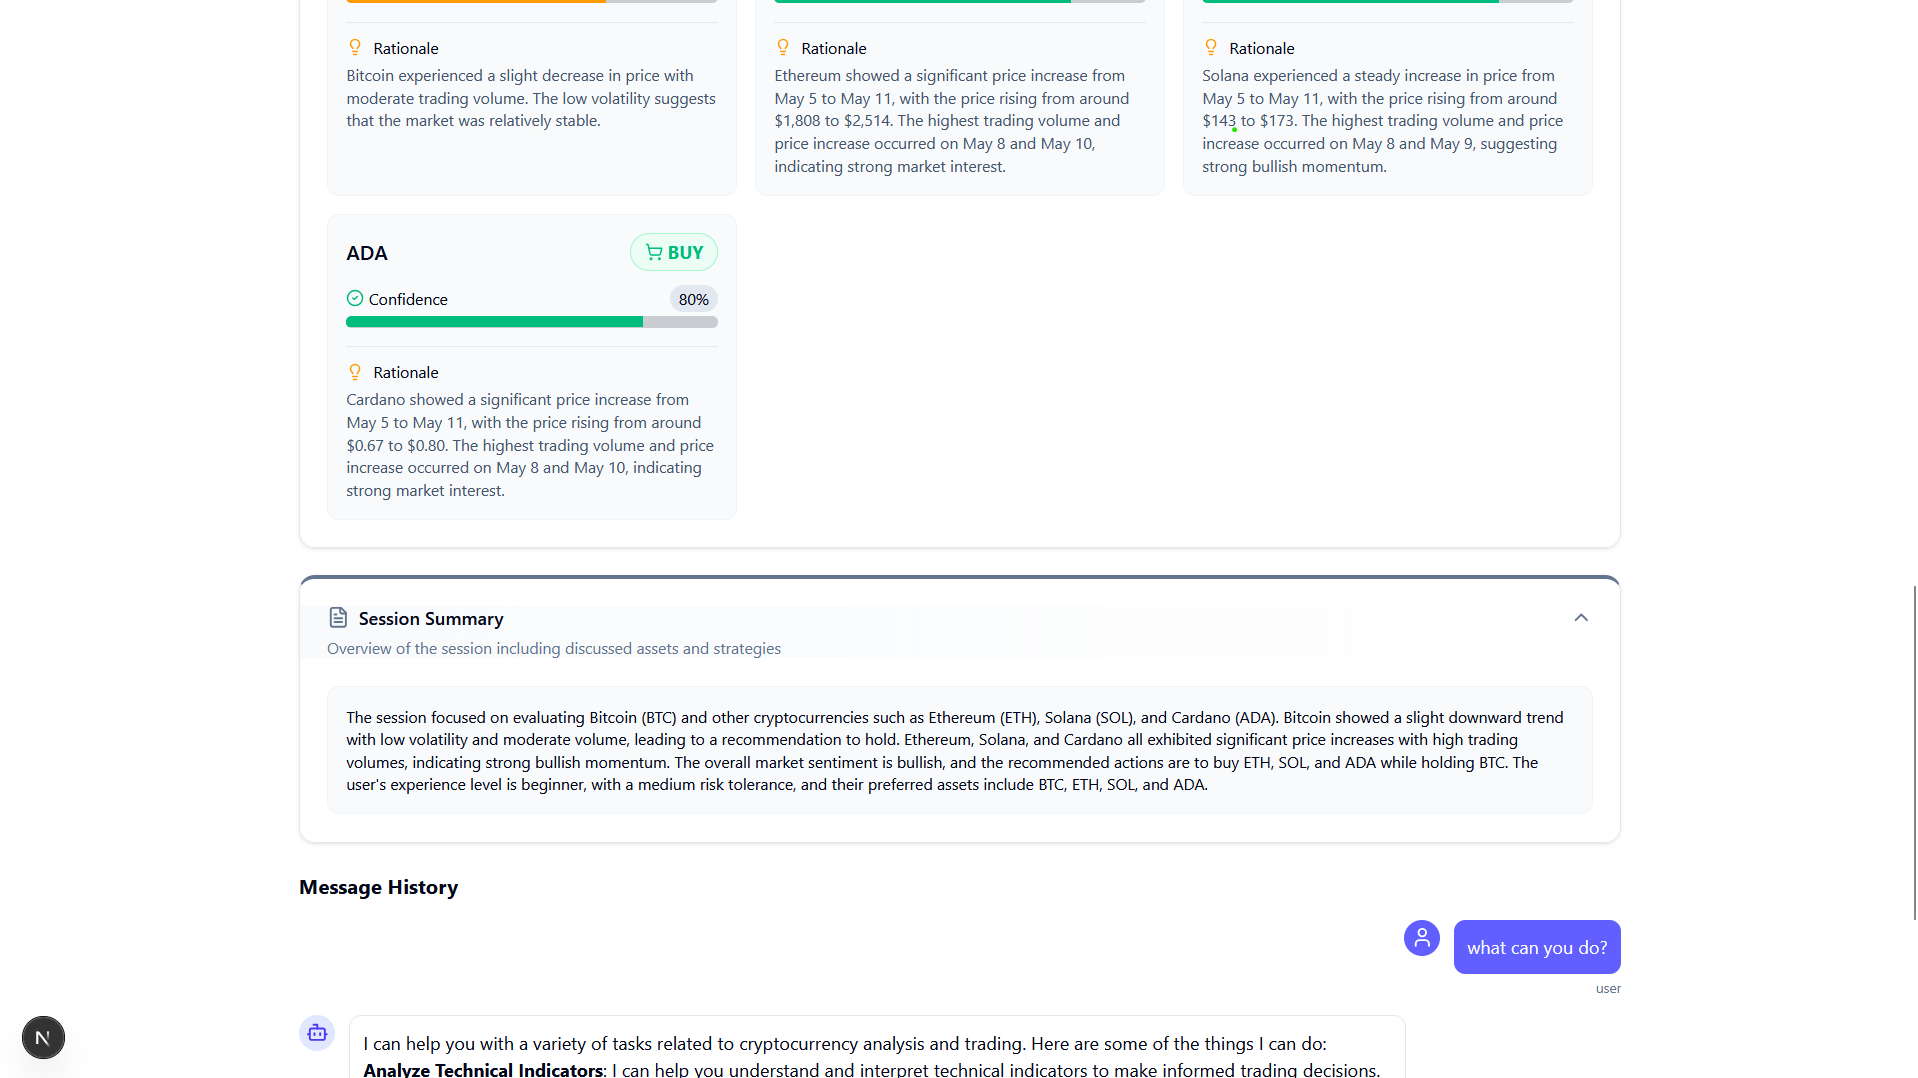 Rationale
Bitcoin experienced a slight decrease in price with
moderate trading volume. The low volatility suggests
that the market was relatively stable.
Rationale
Ethereum showed a significant price increase from
May 5 to May 11, with the price rising from around
$1,808 to $2,514. The highest trading volume and
price increase occurred on May 8 and May 10,
indicating strong market interest.
Rationale
Solana experienced a steady increase in price from
May 5 to May 11, with the price rising from around
$143 to $173. The highest trading volume and price
increase occurred on May 8 and May 9, suggesting
strong bullish momentum.
ADA
BUY
Confidence
80%
Rationale
Cardano showed a significant price increase from
May 5 to May 11, with the price rising from around
$0.67 to $0.80. The highest trading volume and price
increase occurred on May 8 and May 10, indicating
strong market interest.
Session Summary
Overview of the session including discussed assets and strategies
The session focused on evaluating Bitcoin (BTC) and other cryptocurrencies such as Ethereum (ETH), Solana (SOL), and Cardano (ADA). Bitcoin showed a slight downward trend
with low volatility and moderate volume, leading to a recommendation to hold. Ethereum, Solana, and Cardano all exhibited significant price increases with high trading
volumes, indicating strong bullish momentum. The overall market sentiment is bullish, and the recommended actions are to buy ETH, SOL, and ADA while holding BTC. The
user's experience level is beginner, with a medium risk tolerance, and their preferred assets include BTC, ETH, SOL, and ADA.
Message History
what can you do?
user
I can help you with a variety of tasks related to cryptocurrency analysis and trading. Here are some of the things I can do:
Analyze Technical Indicators: I can help you understand and interpret technical indicators to make informed trading decisions.
N